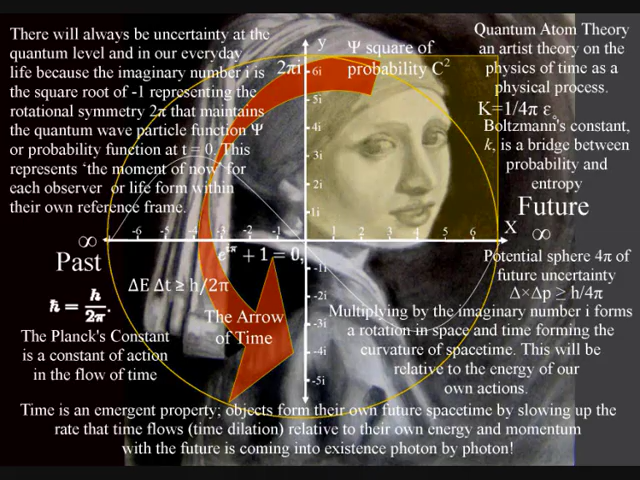 There will always be uncertainty at the
quantum level and in our everyday
life because the imaginary number i is
the square root of -1 representing the
rotational symmetry 2π that maintains
the quantum wave particle function Ψ
or probability function at t = 0. This
represents ‘the moment of now’ for
each observer or life form within
their own reference frame.
y
2πi
Ψ square of
probability C²
Quantum Atom Theory
an artist theory on the
physics of time as a
physical process.
K=1/4π ε₀
Boltzmann's constant,
k, is a bridge between
probability and
entropy
6i
5i
4i
3i
2i
1i
-6 -5 -4 -3 -2 -1 1 2 3 4 5 6
X
Future
∞
∞
Past
e^iπ + 1 = 0,
-1i
-2i
-3i
-4i
-5i
ΔE Δt ≥ h/2π
ħ = h/2π.
The Planck's Constant
is a constant of action
in the flow of time
The Arrow
of Time
Potential sphere 4π of
future uncertainty
Δ×Δp ≥ h/4π
Multiplying by the imaginary number i forms
a rotation in space and time forming the
curvature of spacetime. This will be
relative to the energy of our
own actions.
Time is an emergent property; objects form their own future spacetime by slowing up the
rate that time flows (time dilation) relative to their own energy and momentum
with the future is coming into existence photon by photon!